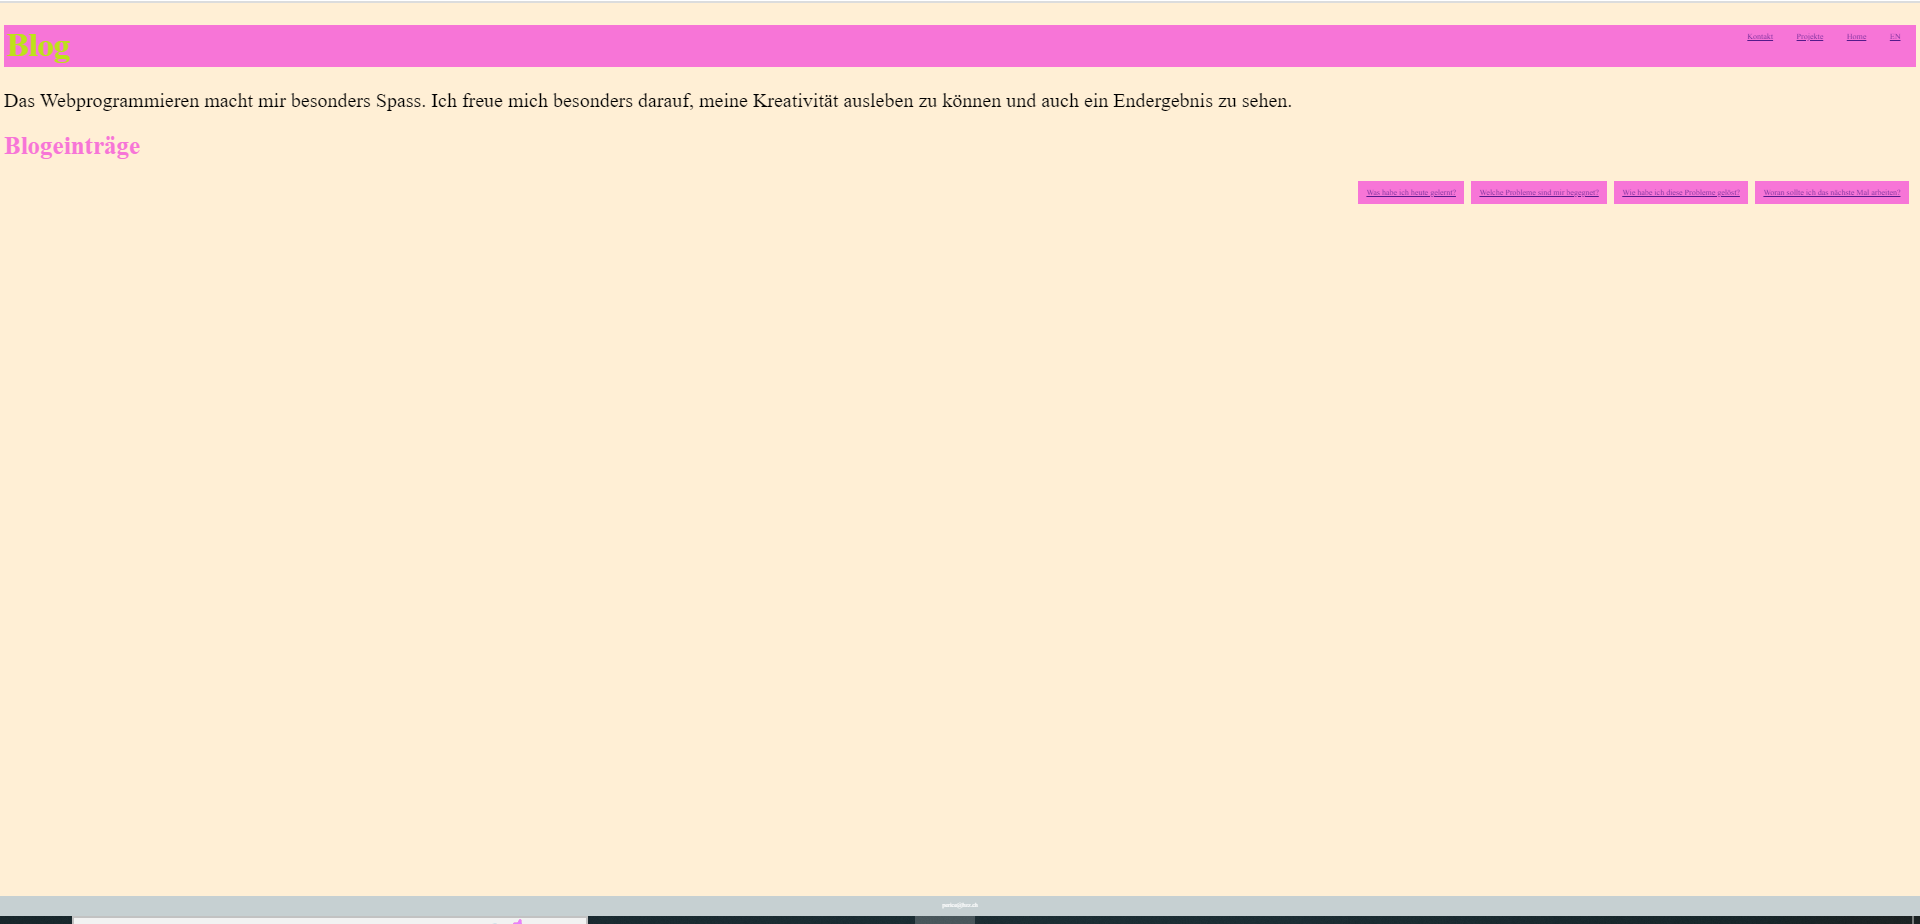 Blog
Kontakt Projekte Home EN
Das Webprogrammieren macht mir besonders Spass. Ich freue mich besonders darauf, meine Kreativität ausleben zu können und auch ein Endergebnis zu sehen.
Blogeinträge
Was habe ich heute gelernt? Welche Probleme sind mir begegnet? Wie habe ich diese Probleme gelöst? Woran sollte ich das nächste Mal arbeiten?